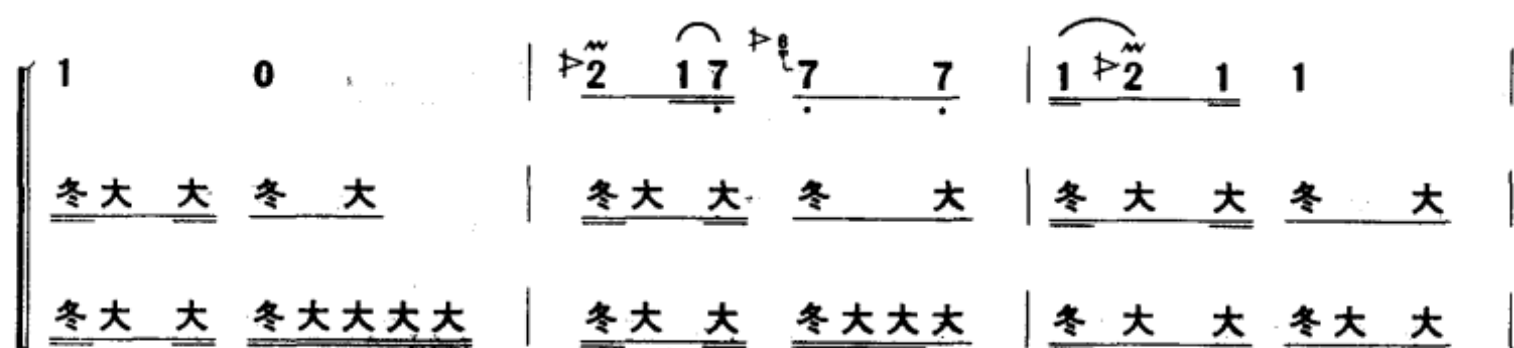 1 0 | 2 1 7 6 7 7 | 1 2 1 1 |
冬 大 大 冬 大 | 冬 大 大 冬 大 | 冬 大 大 冬 大 |
冬 大 大 冬 大 大 大 大 | 冬 大 大 冬 大 大 大 | 冬 大 大 冬 大 大 |